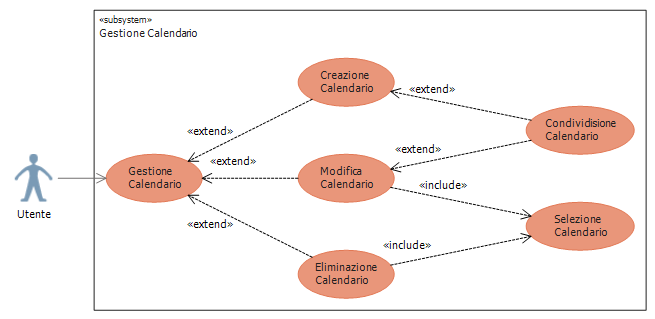 «subsystem»
Gestione Calendario
Creazione
Calendario
«extend»
Condividisione
Calendario
«extend»
«extend»
«extend»
Utente
Gestione
Calendario
Modifica
Calendario
«include»
Selezione
Calendario
«extend»
«include»
Eliminazione
Calendario